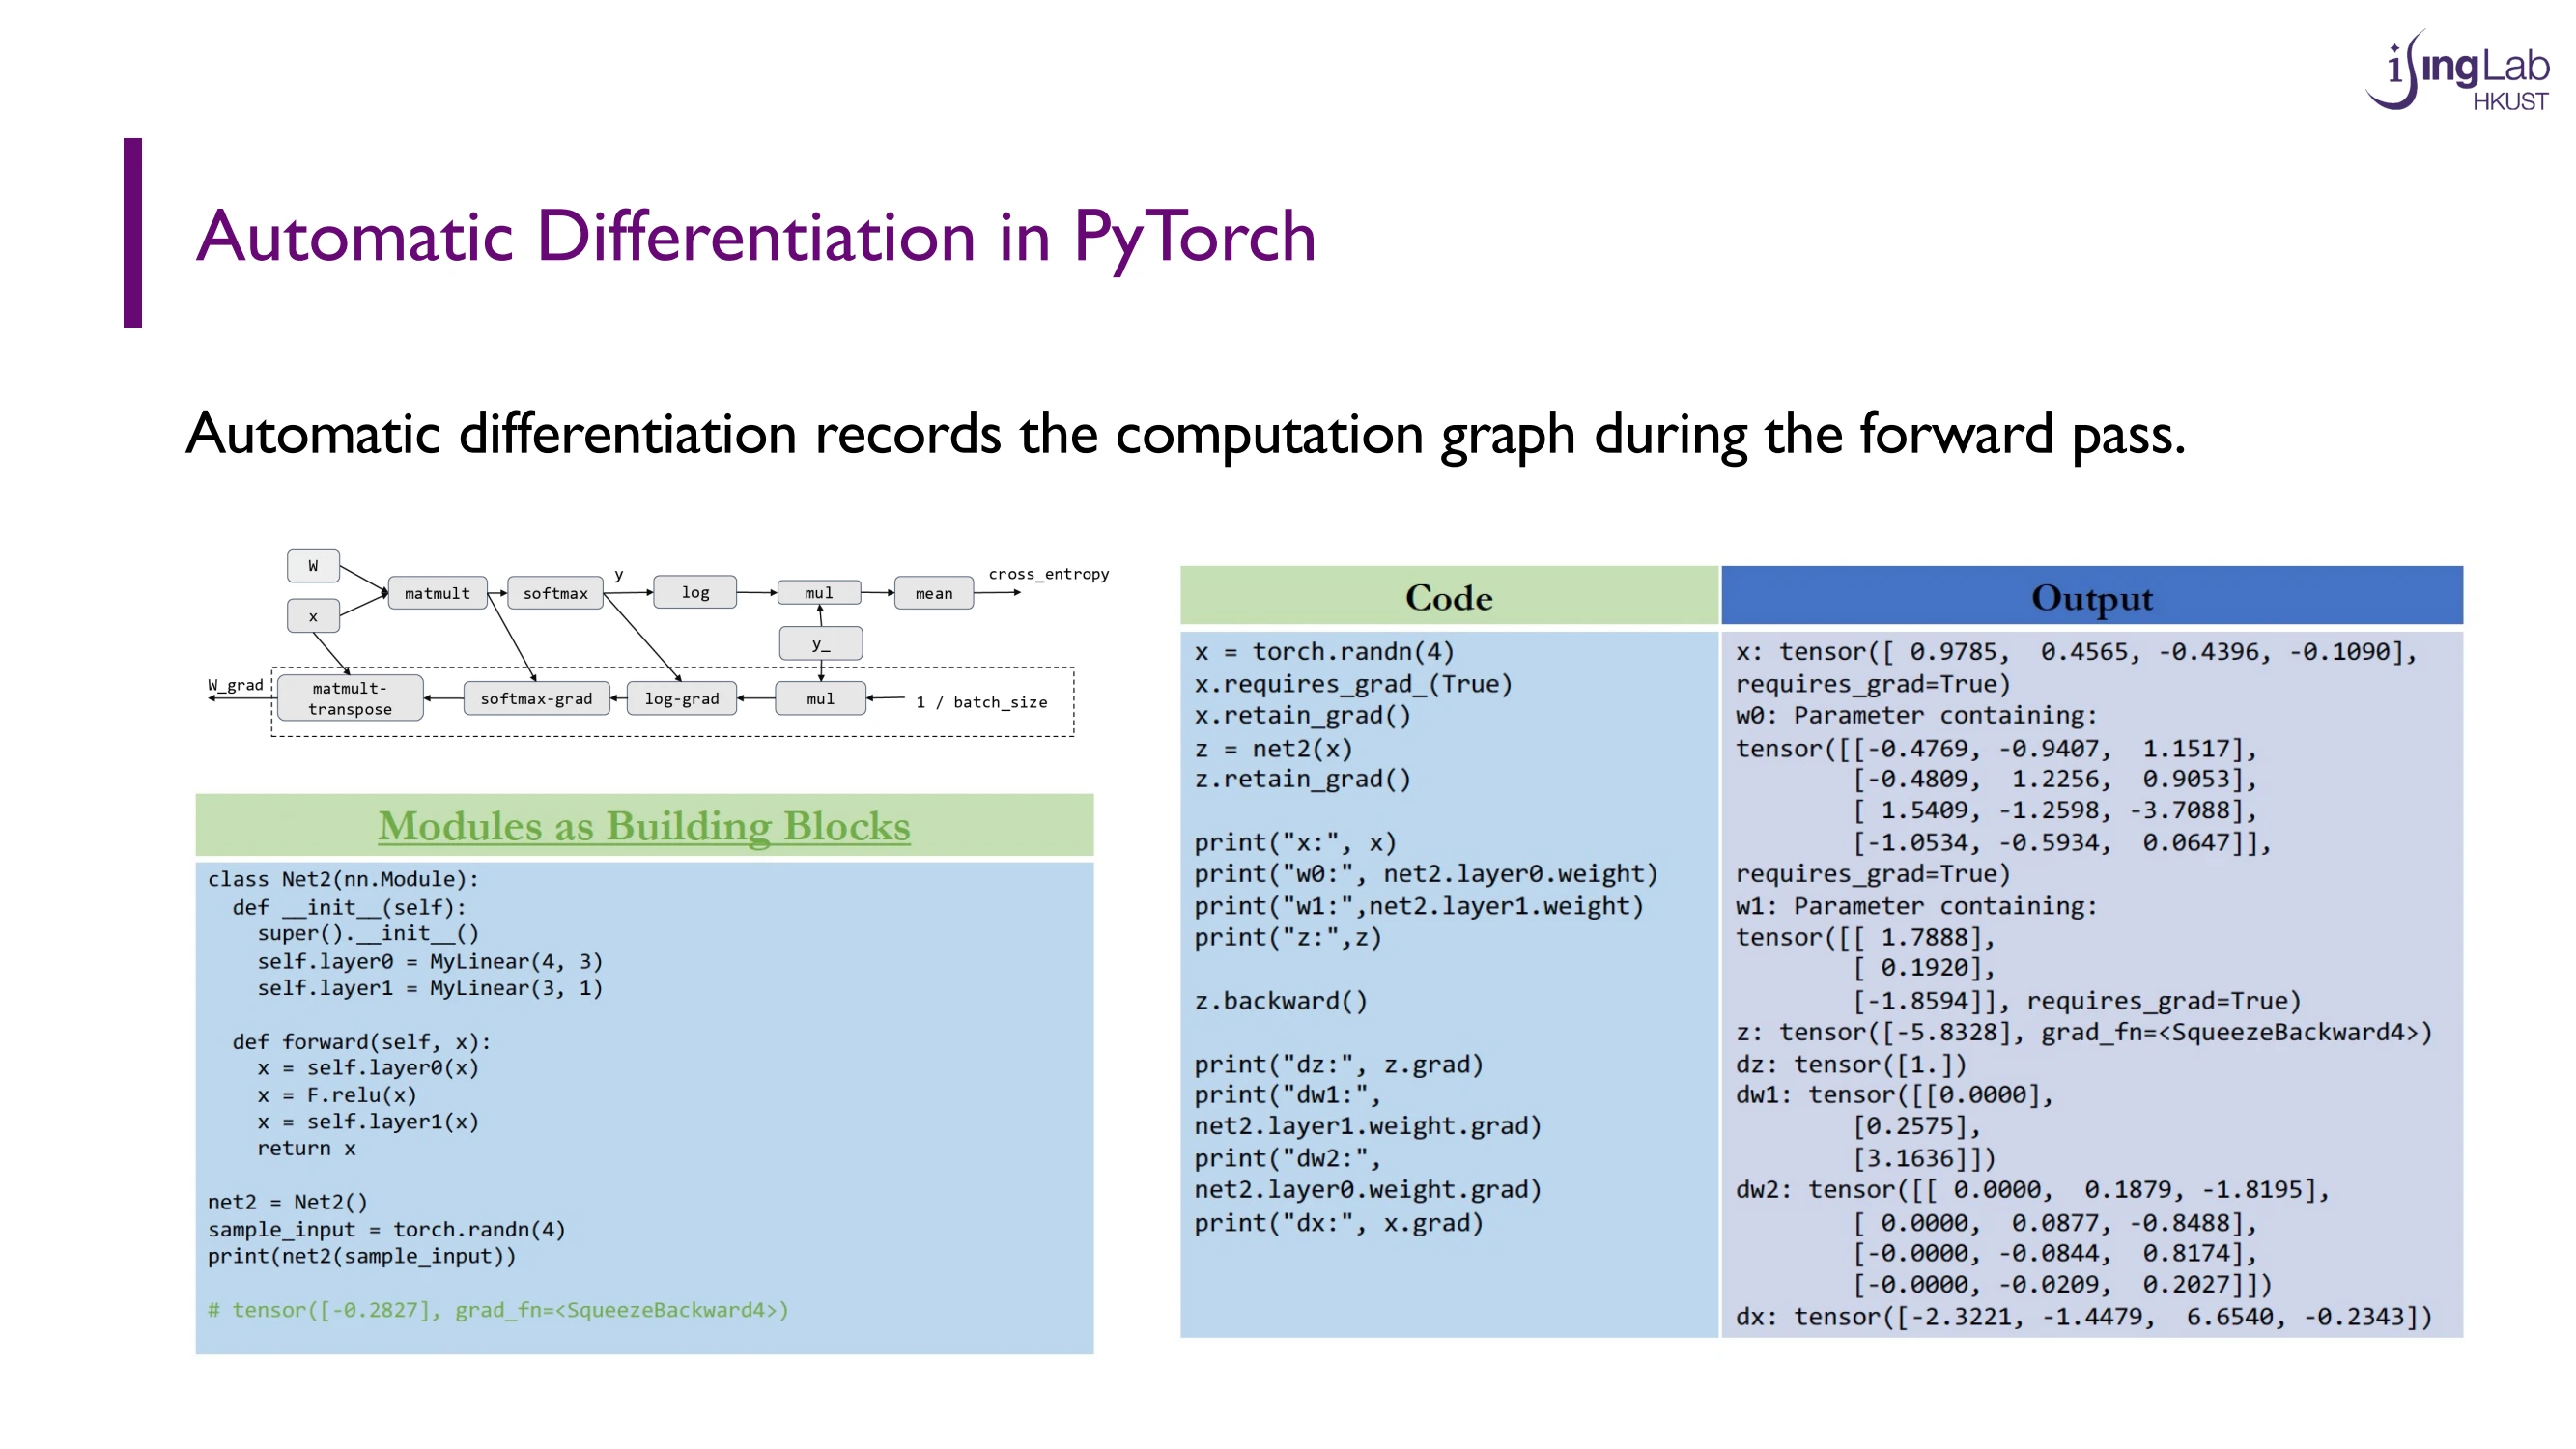 iSingLab
HKUST
Automatic Differentiation in PyTorch
Automatic differentiation records the computation graph during the forward pass.
W
x
matmult
softmax
y
log
mul
mean
cross_entropy
y_
W_grad
matmult-
transpose
softmax-grad
log-grad
mul
1 / batch_size
Modules as Building Blocks
class Net2(nn.Module):
  def __init__(self):
    super().__init__()
    self.layer0 = MyLinear(4, 3)
    self.layer1 = MyLinear(3, 1)
  def forward(self, x):
    x = self.layer0(x)
    x = F.relu(x)
    x = self.layer1(x)
    return x
net2 = Net2()
sample_input = torch.randn(4)
print(net2(sample_input))
# tensor([-0.2827], grad_fn=<SqueezeBackward4>)
Code
x = torch.randn(4)
x.requires_grad_(True)
x.retain_grad()
z = net2(x)
z.retain_grad()
print("x:", x)
print("w0:", net2.layer0.weight)
print("w1:",net2.layer1.weight)
print("z:",z)
z.backward()
print("dz:", z.grad)
print("dw1:",
net2.layer1.weight.grad)
print("dw2:",
net2.layer0.weight.grad)
print("dx:", x.grad)
Output
x: tensor([ 0.9785,  0.4565, -0.4396, -0.1090],
requires_grad=True)
w0: Parameter containing:
tensor([[-0.4769, -0.9407,  1.1517],
        [-0.4809,  1.2256,  0.9053],
        [ 1.5409, -1.2598, -3.7088],
        [-1.0534, -0.5934,  0.0647]],
requires_grad=True)
w1: Parameter containing:
tensor([[ 1.7888],
        [ 0.1920],
        [-1.8594]], requires_grad=True)
z: tensor([-5.8328], grad_fn=<SqueezeBackward4>)
dz: tensor([1.])
dw1: tensor([[0.0000],
        [0.2575],
        [3.1636]])
dw2: tensor([[ 0.0000,  0.1879, -1.8195],
        [ 0.0000,  0.0877, -0.8488],
        [-0.0000, -0.0844,  0.8174],
        [-0.0000, -0.0209,  0.2027]])
dx: tensor([-2.3221, -1.4479,  6.6540, -0.2343])